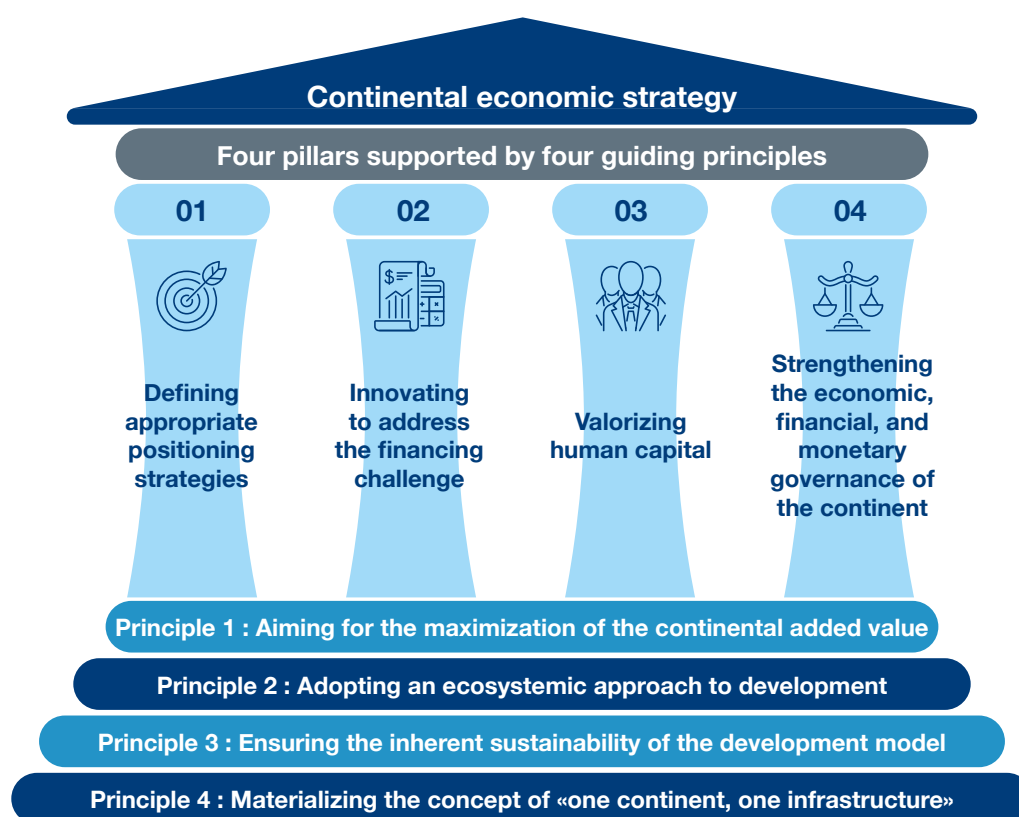 Continental economic strategy
Four pillars supported by four guiding principles
01
Defining
appropriate
positioning
strategies
02
$
Innovating
to address
the financing
challenge
03
Valorizing
human capital
04
Strengthening
the economic,
financial, and
monetary
governance of
the continent
Principle 1 : Aiming for the maximization of the continental added value
Principle 2 : Adopting an ecosystemic approach to development
Principle 3 : Ensuring the inherent sustainability of the development model
Principle 4 : Materializing the concept of «one continent, one infrastructure»